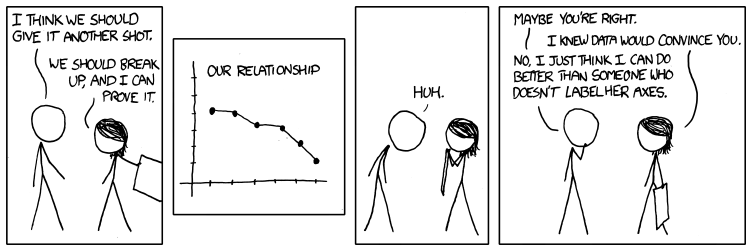 I THINK WE SHOULD
GIVE IT ANOTHER SHOT.
WE SHOULD BREAK
UP, AND I CAN
PROVE IT.
OUR RELATIONSHIP
HUH.
MAYBE YOU'RE RIGHT.
I KNEW DATA WOULD CONVINCE YOU.
NO, I JUST THINK I CAN DO
BETTER THAN SOMEONE WHO
DOESN'T LABEL HER AXES.